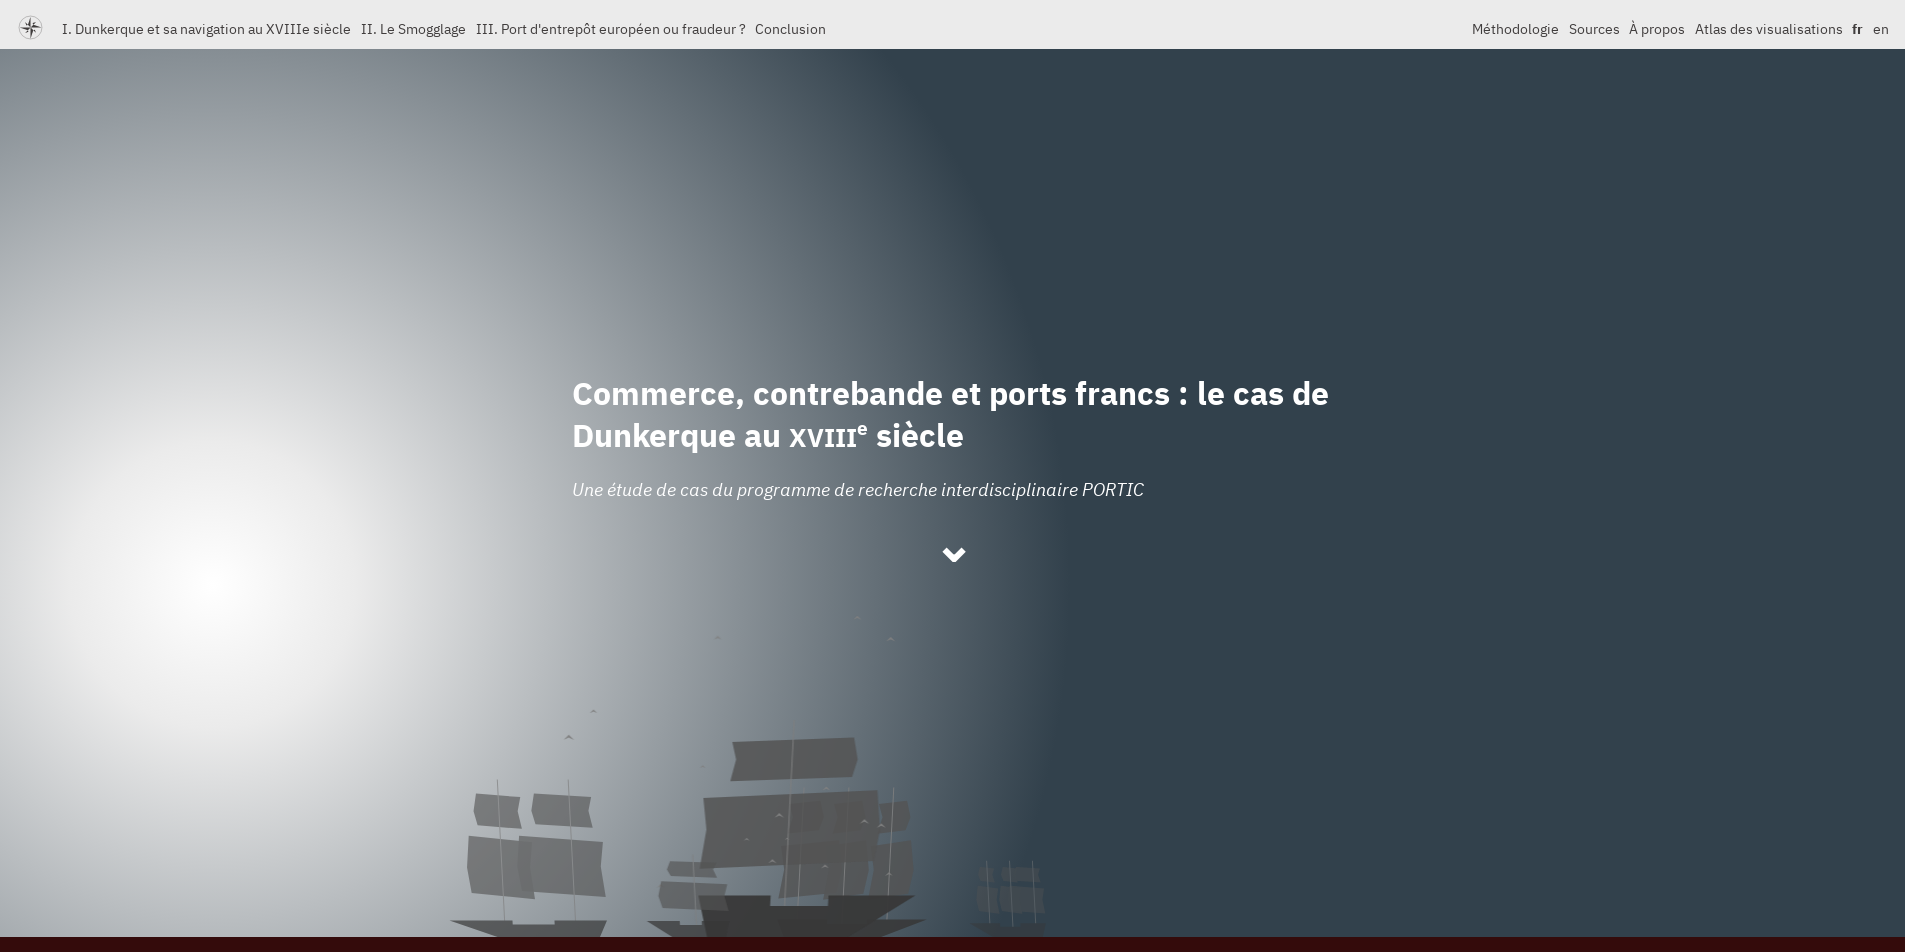 I. Dunkerque et sa navigation au XVIIIe siècle II. Le Smogglage III. Port d'entrepôt européen ou fraudeur ? Conclusion Méthodologie Sources À propos Atlas des visualisations fr en
Commerce, contrebande et ports francs : le cas de
Dunkerque au XVIIIe siècle
Une étude de cas du programme de recherche interdisciplinaire PORTIC